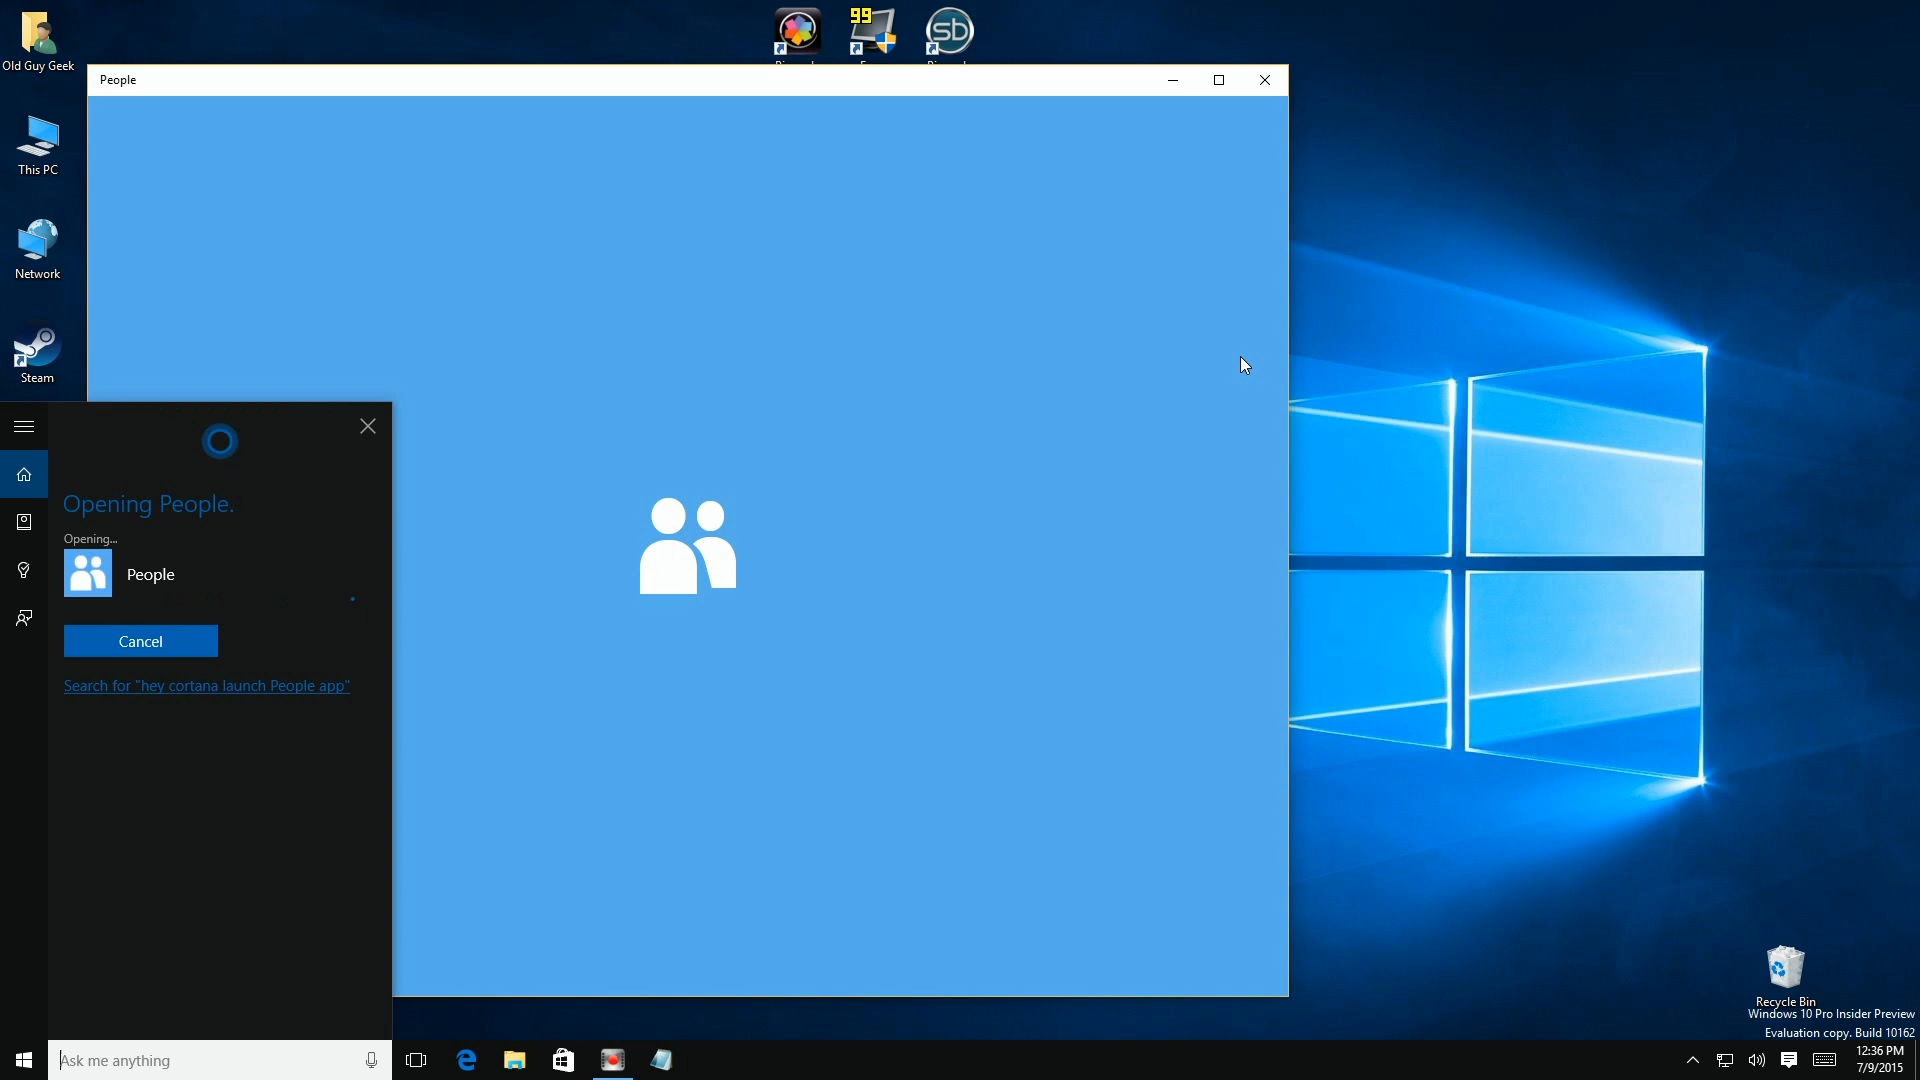 99
sb
Old Guy Geek
People
This PC
Network
Steam
Opening People.
Opening...
People
Cancel
Search for "hey cortana launch People app"
Recycle Bin
Windows 10 Pro Insider Preview
Evaluation copy. Build 10162
Ask me anything
12:36 PM
7/9/2015